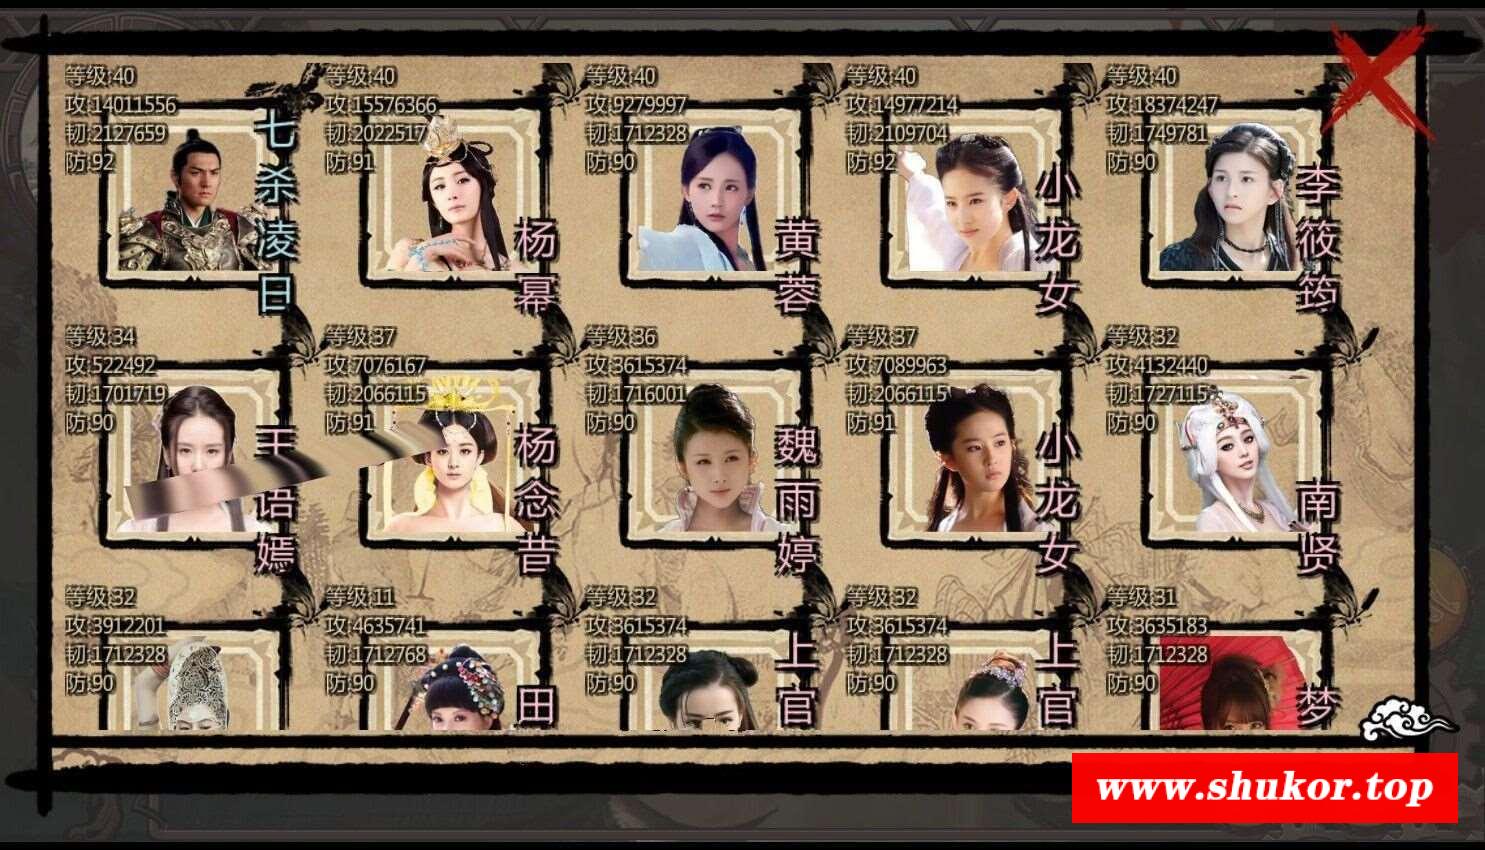 等级:40
攻:14011556
韧:2127659
防:92
七杀凌日
等级:40
攻:15576366
韧:2022517
防:91
杨幂
等级:40
攻:9279997
韧:1712328
防:90
黄蓉
等级:40
攻:14977214
韧:2109704
防:92
小龙女
等级:40
攻:18374247
韧:1749781
防:90
李筱筠
等级:34
攻:522492
韧:1701719
防:90
王语嫣
等级:37
攻:7076167
韧:2066115
防:91
杨念昔
等级:36
攻:3615374
韧:1716001
防:90
魏雨婷
等级:37
攻:7089963
韧:2066115
防:91
小龙女
等级:32
攻:4132440
韧:1727115
防:90
南贤
等级:32
攻:3912201
韧:1712328
防:90
等级:11
攻:4635741
韧:1712768
防:90
田
等级:32
攻:3615374
韧:1712328
防:90
上官
等级:32
攻:3615374
韧:1712328
防:90
上官
等级:31
攻:3635183
韧:1712328
防:90
梦
www.shukor.top